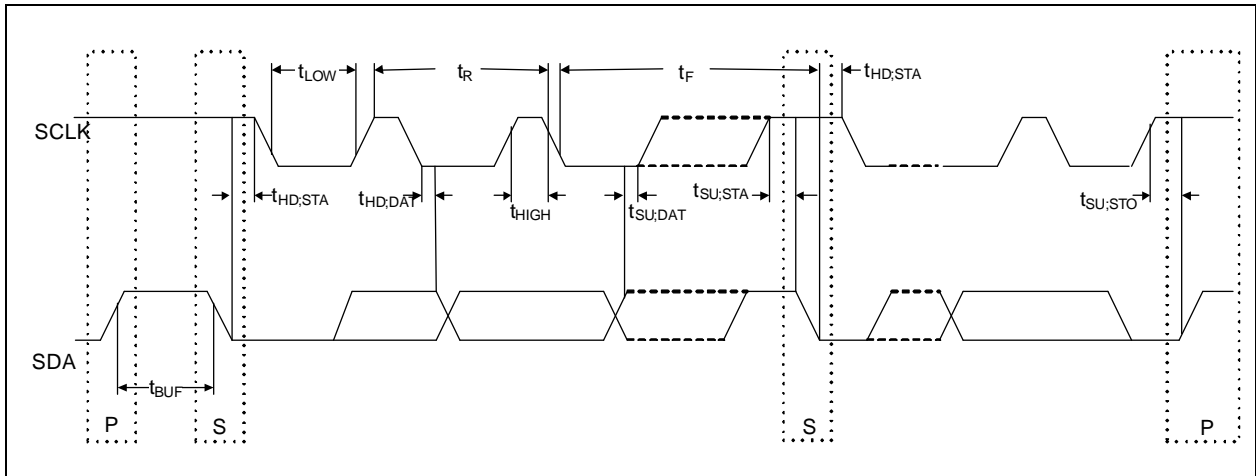 tLOW
tR
tF
tHD;STA
SCLK
tHD;STA
tHD;DAT
tHIGH
tSU;DAT
tSU;STA
tSU;STO
SDA
tBUF
P
S
S
P